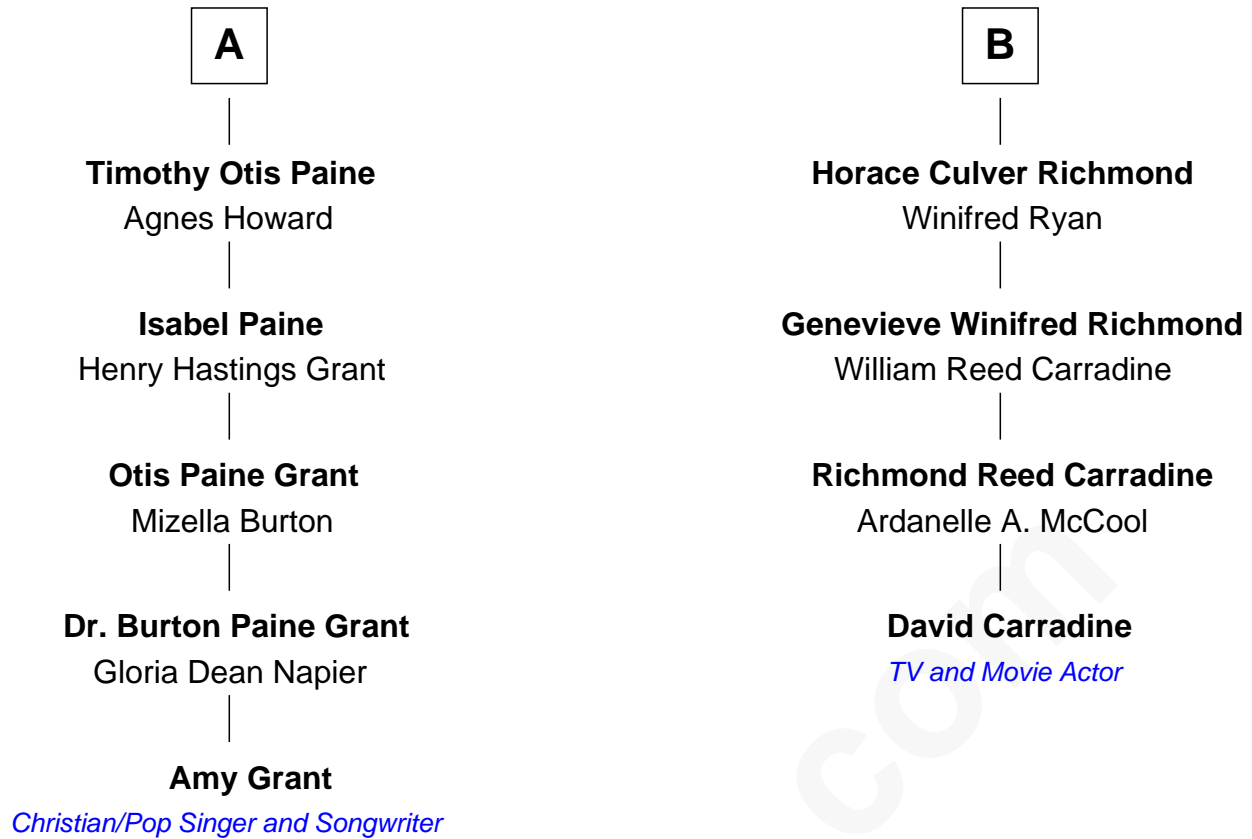 A
Timothy Otis Paine
Agnes Howard
Isabel Paine
Henry Hastings Grant
Otis Paine Grant
Mizella Burton
Dr. Burton Paine Grant
Gloria Dean Napier
Amy Grant
Christian/Pop Singer and Songwriter
B
Horace Culver Richmond
Winifred Ryan
Genevieve Winifred Richmond
William Reed Carradine
Richmond Reed Carradine
Ardanelle A. McCool
David Carradine
TV and Movie Actor
com